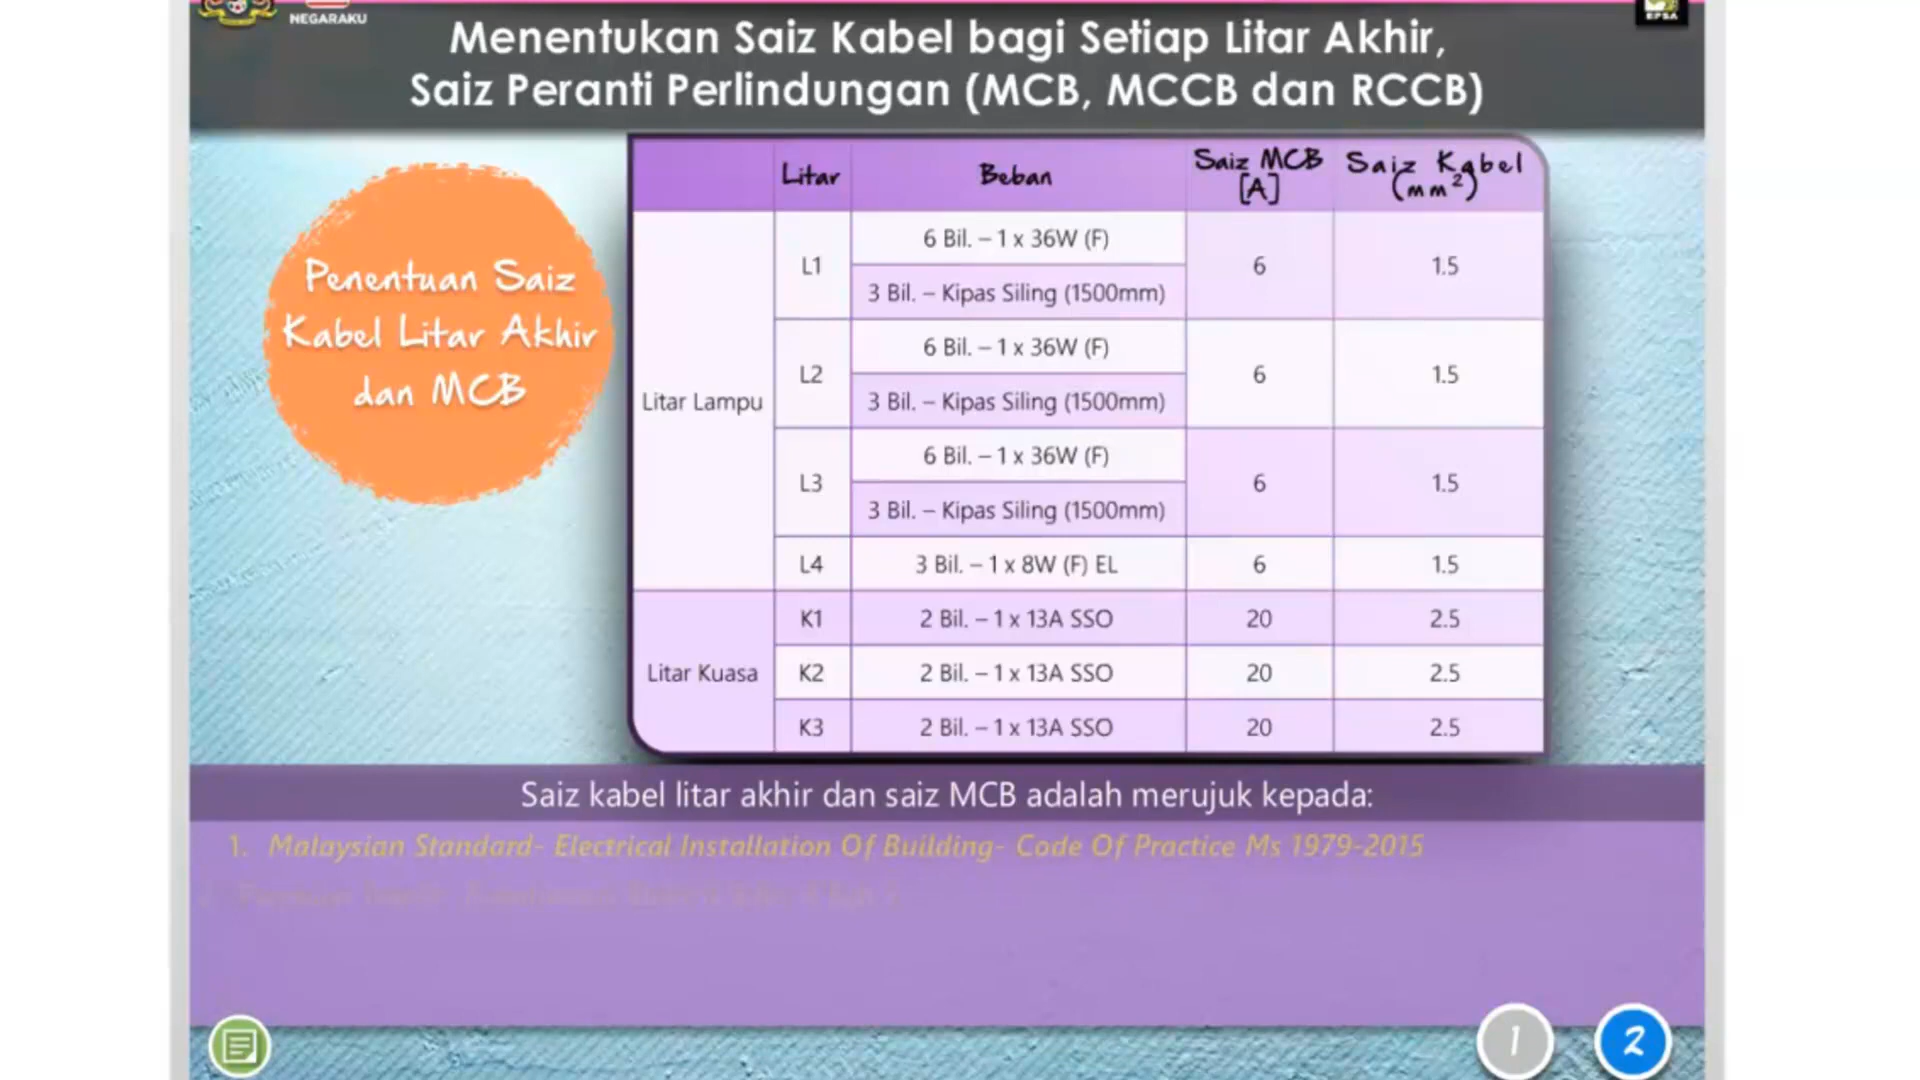 NEGARAKU
EPSA
Menentukan Saiz Kabel bagi Setiap Litar Akhir,
Saiz Peranti Perlindungan (MCB, MCCB dan RCCB)
Penentuan Saiz
Kabel Litar Akhir
dan MCB
Litar Beban Saiz MCB [A] Saiz Kabel (mm²)
Litar Lampu
L1 6 Bil. – 1 x 36W (F) 6 1.5
3 Bil. – Kipas Siling (1500mm)
L2 6 Bil. – 1 x 36W (F) 6 1.5
3 Bil. – Kipas Siling (1500mm)
L3 6 Bil. – 1 x 36W (F) 6 1.5
3 Bil. – Kipas Siling (1500mm)
L4 3 Bil. – 1 x 8W (F) EL 6 1.5
Litar Kuasa
K1 2 Bil. – 1 x 13A SSO 20 2.5
K2 2 Bil. – 1 x 13A SSO 20 2.5
K3 2 Bil. – 1 x 13A SSO 20 2.5
Saiz kabel litar akhir dan saiz MCB adalah merujuk kepada:
1. Malaysian Standard- Electrical Installation Of Building- Code Of Practice Ms 1979-2015
1 2